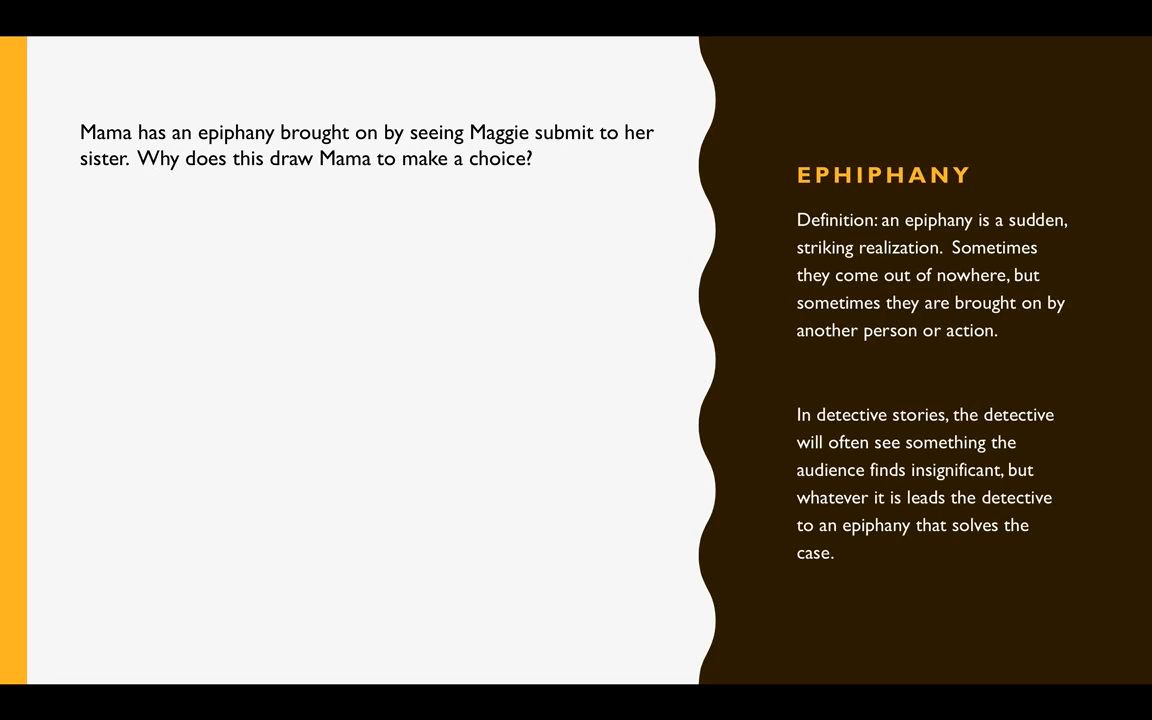 Mama has an epiphany brought on by seeing Maggie submit to her
sister.  Why does this draw Mama to make a choice?
EPHIPHANY
Definition: an epiphany is a sudden,
striking realization.  Sometimes
they come out of nowhere, but
sometimes they are brought on by
another person or action.
In detective stories, the detective
will often see something the
audience finds insignificant, but
whatever it is leads the detective
to an epiphany that solves the
case.